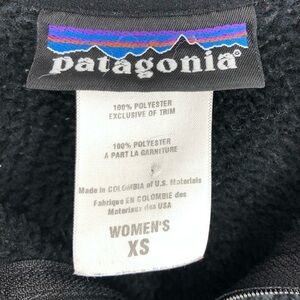 patagonia®
100% POLYESTER
EXCLUSIVE OF TRIM
100% POLYESTER
A PART LA GARNITURE
Made in COLOMBIA of U.S. Materials
Fabrique EN COLOMBIE des
Materiaux des USA
WOMEN'S
XS